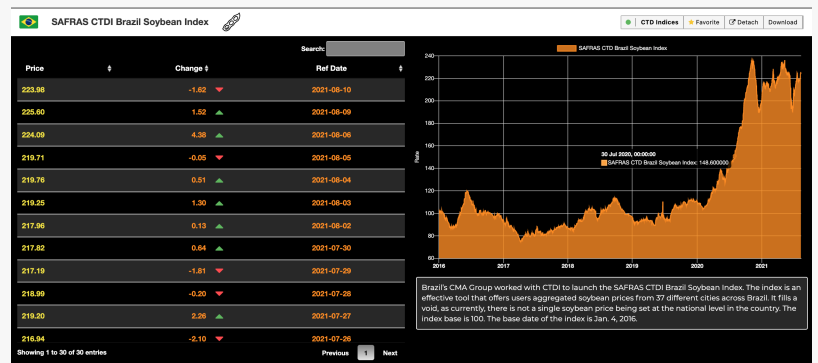 SAFRAS CTDI Brazil Soybean Index
CTD Indices Favorite Detach Download
Search:
Price Change Ref Date
223.98 -1.62 2021-08-10
225.60 1.52 2021-08-09
224.09 4.38 2021-08-06
219.71 -0.05 2021-08-05
219.76 0.51 2021-08-04
219.25 1.30 2021-08-03
217.96 0.13 2021-08-02
217.82 0.64 2021-07-30
217.19 -1.81 2021-07-29
218.99 -0.20 2021-07-28
219.20 2.26 2021-07-27
216.94 -2.10 2021-07-26
Showing 1 to 30 of 30 entries
Previous 1 Next
SAFRAS CTD Brazil Soybean Index
240
220
200
180
160
140
120
100
80
60
Rate
30 Jul 2020, 00:00:00
SAFRAS CTD Brazil Soybean Index: 148.600000
2016 2017 2018 2019 2020 2021
Brazil's CMA Group worked with CTDI to launch the SAFRAS CTDI Brazil Soybean Index. The index is an
effective tool that offers users aggregated soybean prices from 37 different cities across Brazil. It fills a
void, as currently, there is not a single soybean price being set at the national level in the country. The
index base is 100. The base date of the index is Jan. 4, 2016.